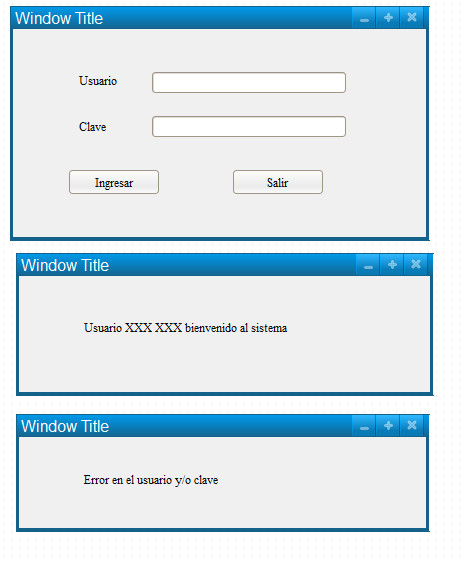 Window Title
Usuario
Clave
Ingresar Salir
Window Title
Usuario XXX XXX bienvenido al sistema
Window Title
Error en el usuario y/o clave